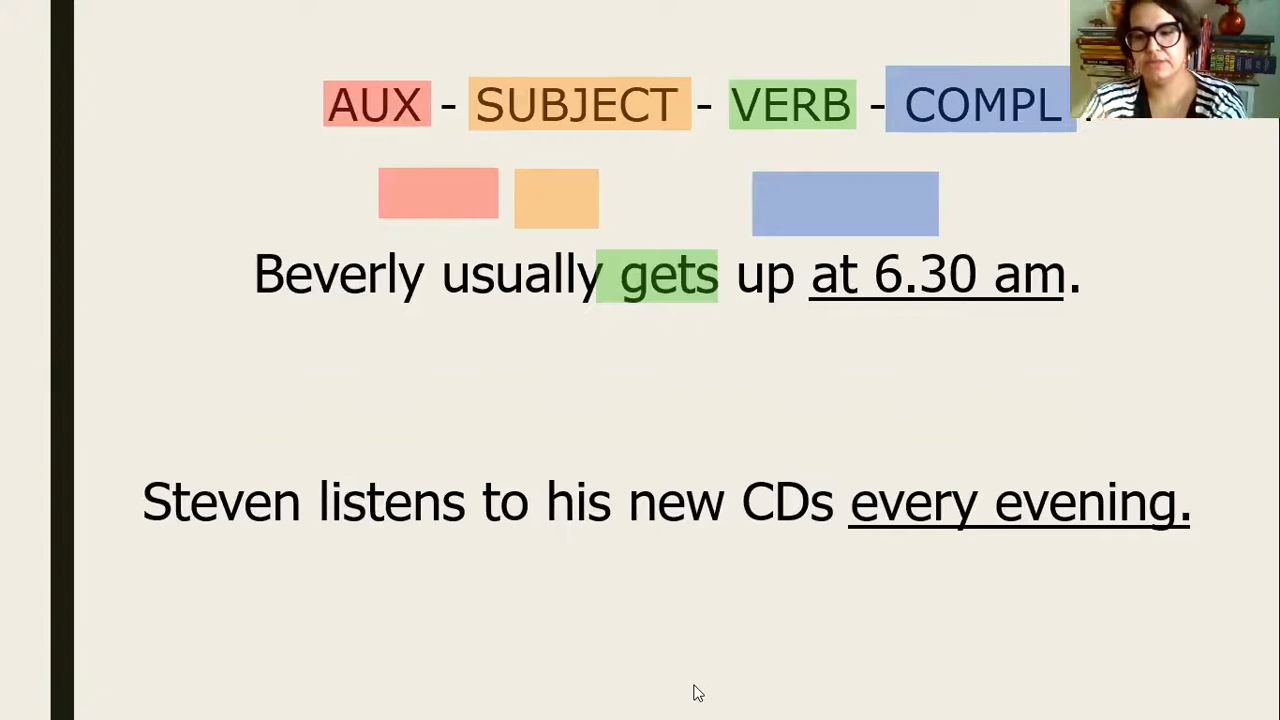 AUX - SUBJECT - VERB - COMPL
Beverly usually gets up at 6.30 am.
Steven listens to his new CDs every evening.